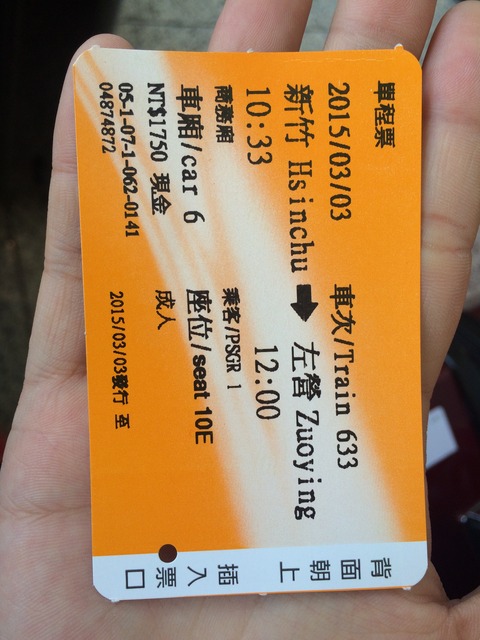 單程票
2015/03/03 車次/Train 633
新竹 Hsinchu ➡ 左營 Zuoying
10:33 12:00
商務廂 乘客/PSGR 1
車廂/car 6 座位/seat 10E
NT$1750 現金 成人
05-1-07-1-062-0141
04874872 2015/03/03發行 至
背面朝上
插入票口